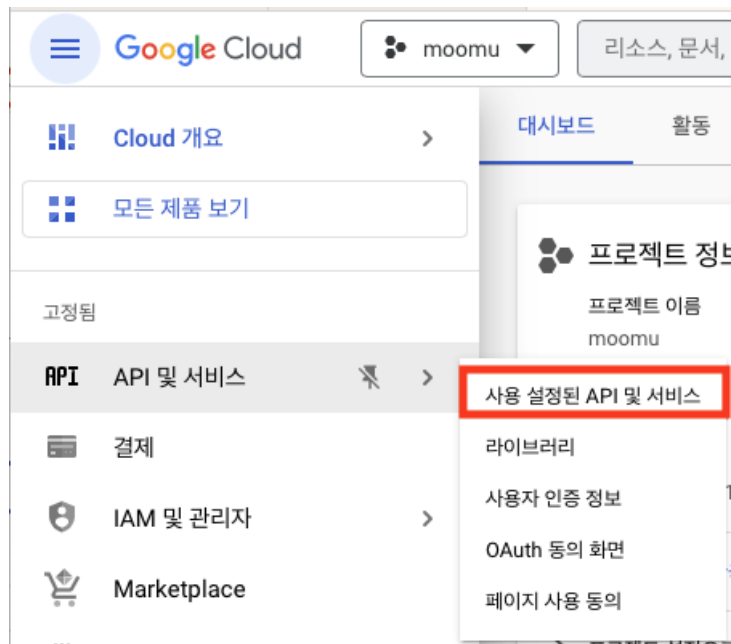 Google Cloud
moomu
리소스, 문서,
Cloud 개요
대시보드
활동
모든 제품 보기
프로젝트 정보
고정됨
프로젝트 이름
moomu
API API 및 서비스
사용 설정된 API 및 서비스
결제
라이브러리
사용자 인증 정보
IAM 및 관리자
OAuth 동의 화면
Marketplace
페이지 사용 동의